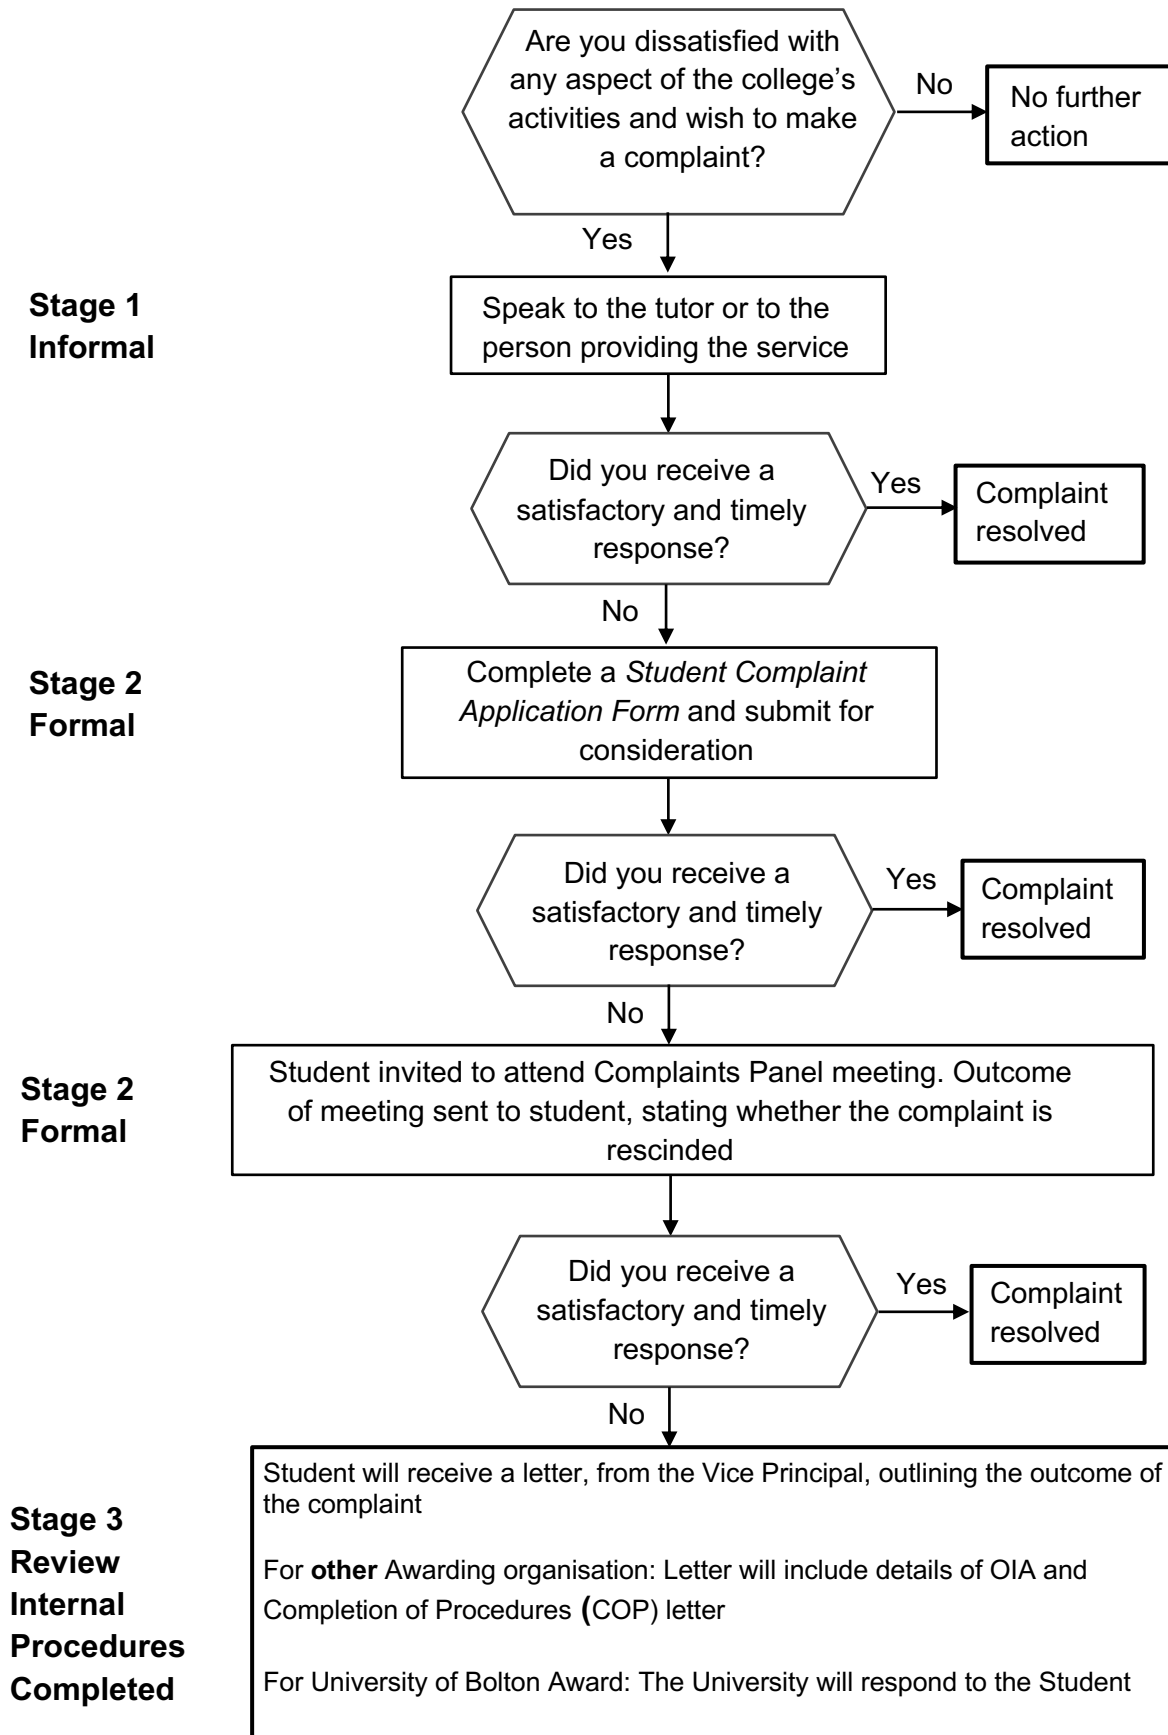 Are you dissatisfied with
any aspect of the college’s
activities and wish to make
a complaint?
No
No further
action
Yes
Stage 1
Informal
Speak to the tutor or to the
person providing the service
Did you receive a
satisfactory and timely
response?
Yes
Complaint
resolved
No
Stage 2
Formal
Complete a Student Complaint
Application Form and submit for
consideration
Did you receive a
satisfactory and timely
response?
Yes
Complaint
resolved
No
Stage 2
Formal
Student invited to attend Complaints Panel meeting. Outcome
of meeting sent to student, stating whether the complaint is
rescinded
Did you receive a
satisfactory and timely
response?
Yes
Complaint
resolved
No
Stage 3
Review
Internal
Procedures
Completed
Student will receive a letter, from the Vice Principal, outlining the outcome of
the complaint
For other Awarding organisation: Letter will include details of OIA and
Completion of Procedures (COP) letter
For University of Bolton Award: The University will respond to the Student